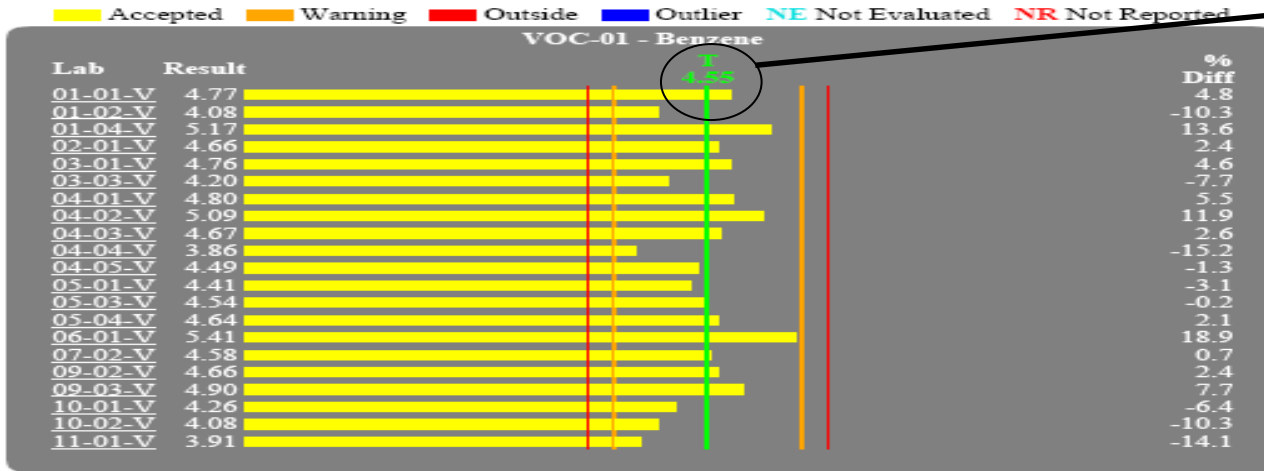 Accepted Warning Outside Outlier NE Not Evaluated NR Not Reported
VOC-01 - Benzene
Lab Result T 4.55 % Diff
01-01-V 4.77 4.8
01-02-V 4.08 -10.3
01-04-V 5.17 13.6
02-01-V 4.66 2.4
03-01-V 4.76 4.6
03-03-V 4.20 -7.7
04-01-V 4.80 5.5
04-02-V 5.09 11.9
04-03-V 4.67 2.6
04-04-V 3.86 -15.2
04-05-V 4.49 -1.3
05-01-V 4.41 -3.1
05-03-V 4.54 -0.2
05-04-V 4.64 2.1
06-01-V 5.41 18.9
07-02-V 4.58 0.7
09-02-V 4.66 2.4
09-03-V 4.90 7.7
10-01-V 4.26 -6.4
10-02-V 4.08 -10.3
11-01-V 3.91 -14.1